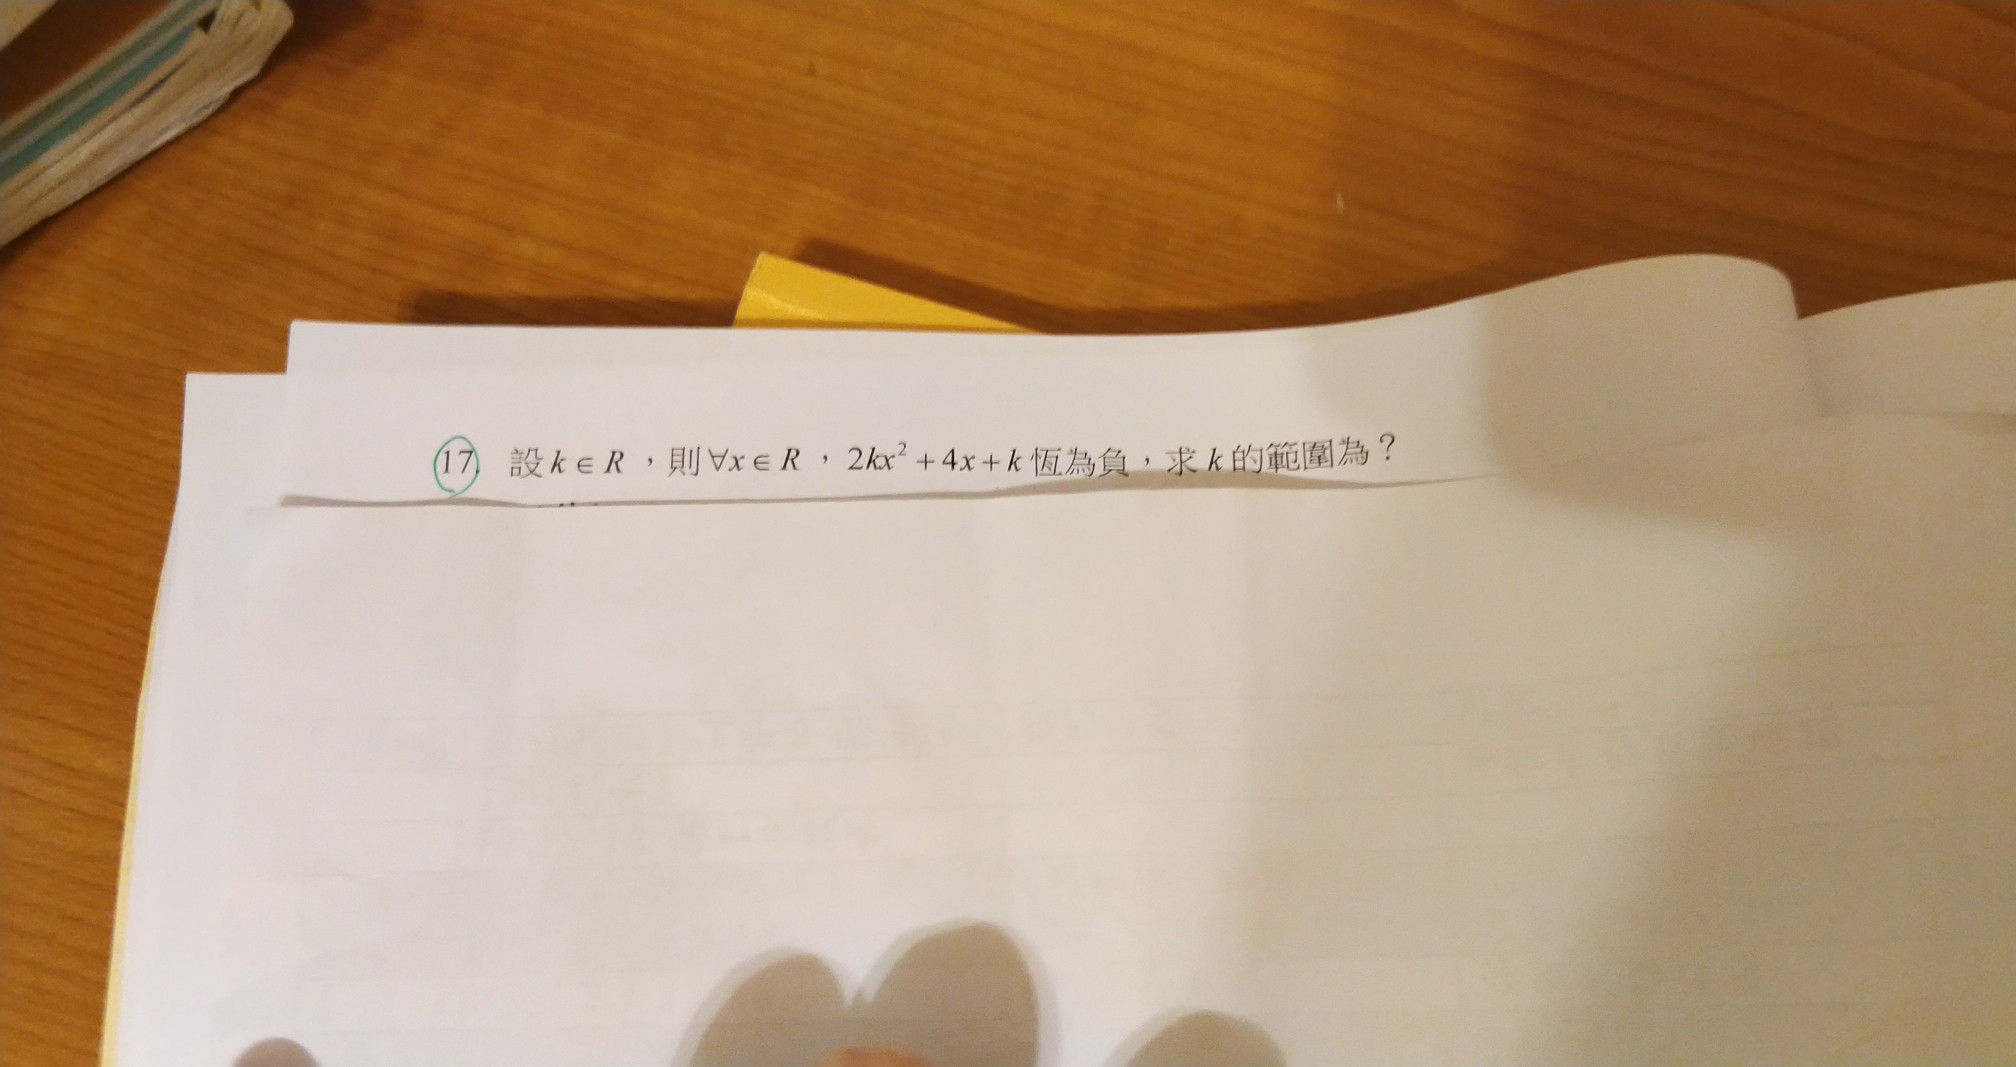 17. 設 k ∈ R ,則 ∀x ∈ R , 2kx² + 4x + k 恆為負,求 k 的範圍為?